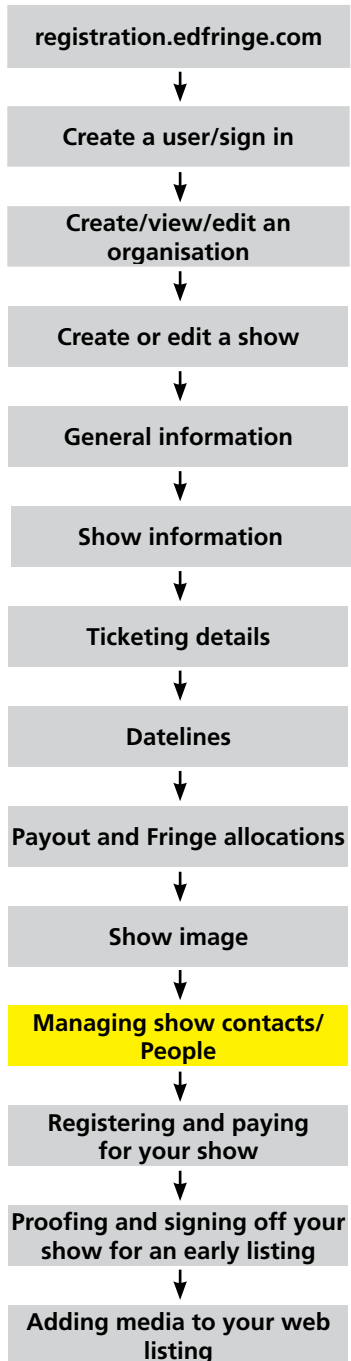 registration.edfringe.com
Create a user/sign in
Create/view/edit an
organisation
Create or edit a show
General information
Show information
Ticketing details
Datelines
Payout and Fringe allocations
Show image
Managing show contacts/
People
Registering and paying
for your show
Proofing and signing off your
show for an early listing
Adding media to your web
listing